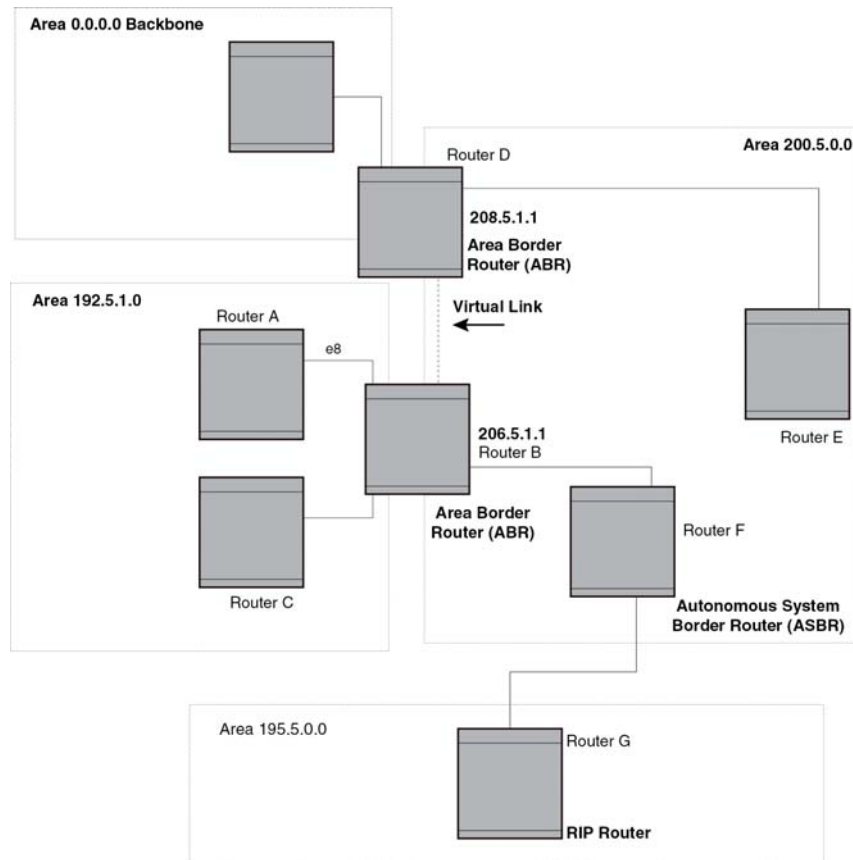 Area 0.0.0.0 Backbone
Router D
Area 200.5.0.0
208.5.1.1
Area Border
Router (ABR)
Area 192.5.1.0
Virtual Link
Router A
e8
206.5.1.1
Router B
Router E
Area Border
Router (ABR)
Router F
Router C
Autonomous System
Border Router (ASBR)
Area 195.5.0.0
Router G
RIP Router